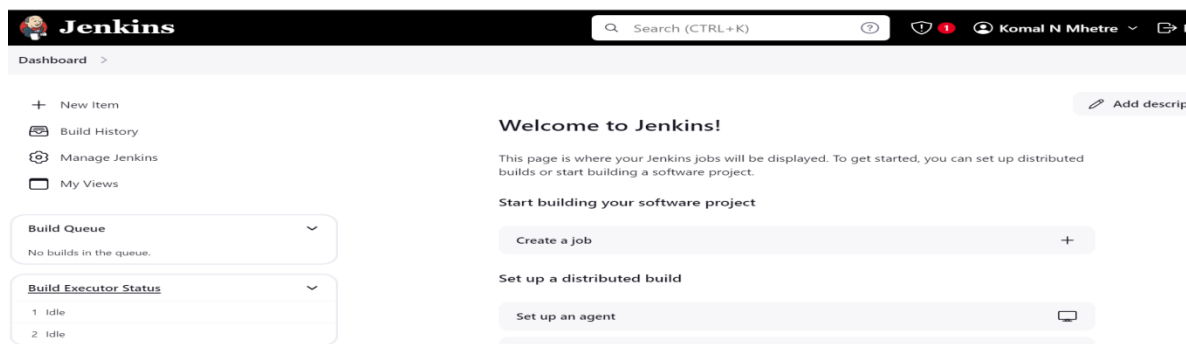 Jenkins
Search (CTRL+K)
1
Komal N Mhetre
Dashboard >
New Item
Build History
Manage Jenkins
My Views
Build Queue
No builds in the queue.
Build Executor Status
1 Idle
2 Idle
Add descrip
Welcome to Jenkins!
This page is where your Jenkins jobs will be displayed. To get started, you can set up distributed
builds or start building a software project.
Start building your software project
Create a job
Set up a distributed build
Set up an agent